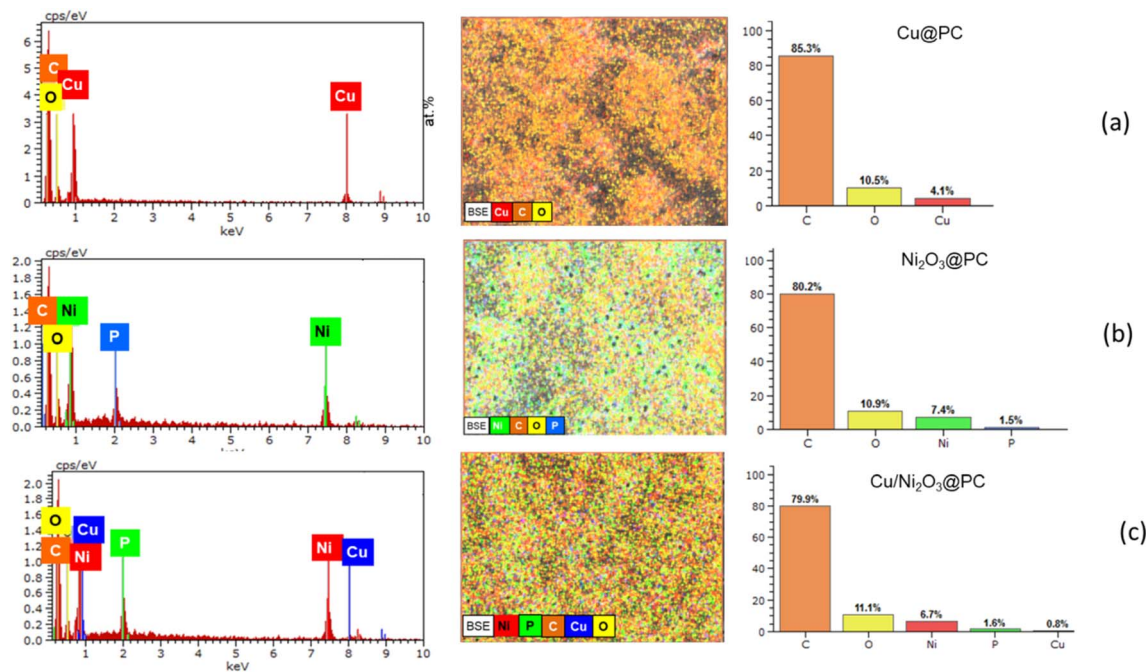 cps/eV
6
5
4
3
2
1
0
C
O
Cu
Cu
1 2 3 4 5 6 7 8 9 10
keV
at.%
BSE Cu C O
Cu@PC
100
80
60
40
20
0
85.3%
10.5%
4.1%
C O Cu
(a)
cps/eV
2.0
1.8
1.6
1.4
1.2
1.0
0.8
0.6
0.4
0.2
0.0
C Ni
O
P
Ni
1 2 3 4 5 6 7 8 9 10
keV
BSE Ni C O P
Ni₂O₃@PC
100
80
60
40
20
0
80.2%
10.9%
7.4%
1.5%
C O Ni P
(b)
cps/eV
2.0
1.8
1.6
1.4
1.2
1.0
0.8
0.6
0.4
0.2
0.0
O
Cu
C
Ni
P
Ni
Cu
1 2 3 4 5 6 7 8 9 10
keV
BSE Ni P C Cu O
Cu/Ni₂O₃@PC
100
80
60
40
20
0
79.9%
11.1%
6.7%
1.6%
0.8%
C O Ni P Cu
(c)